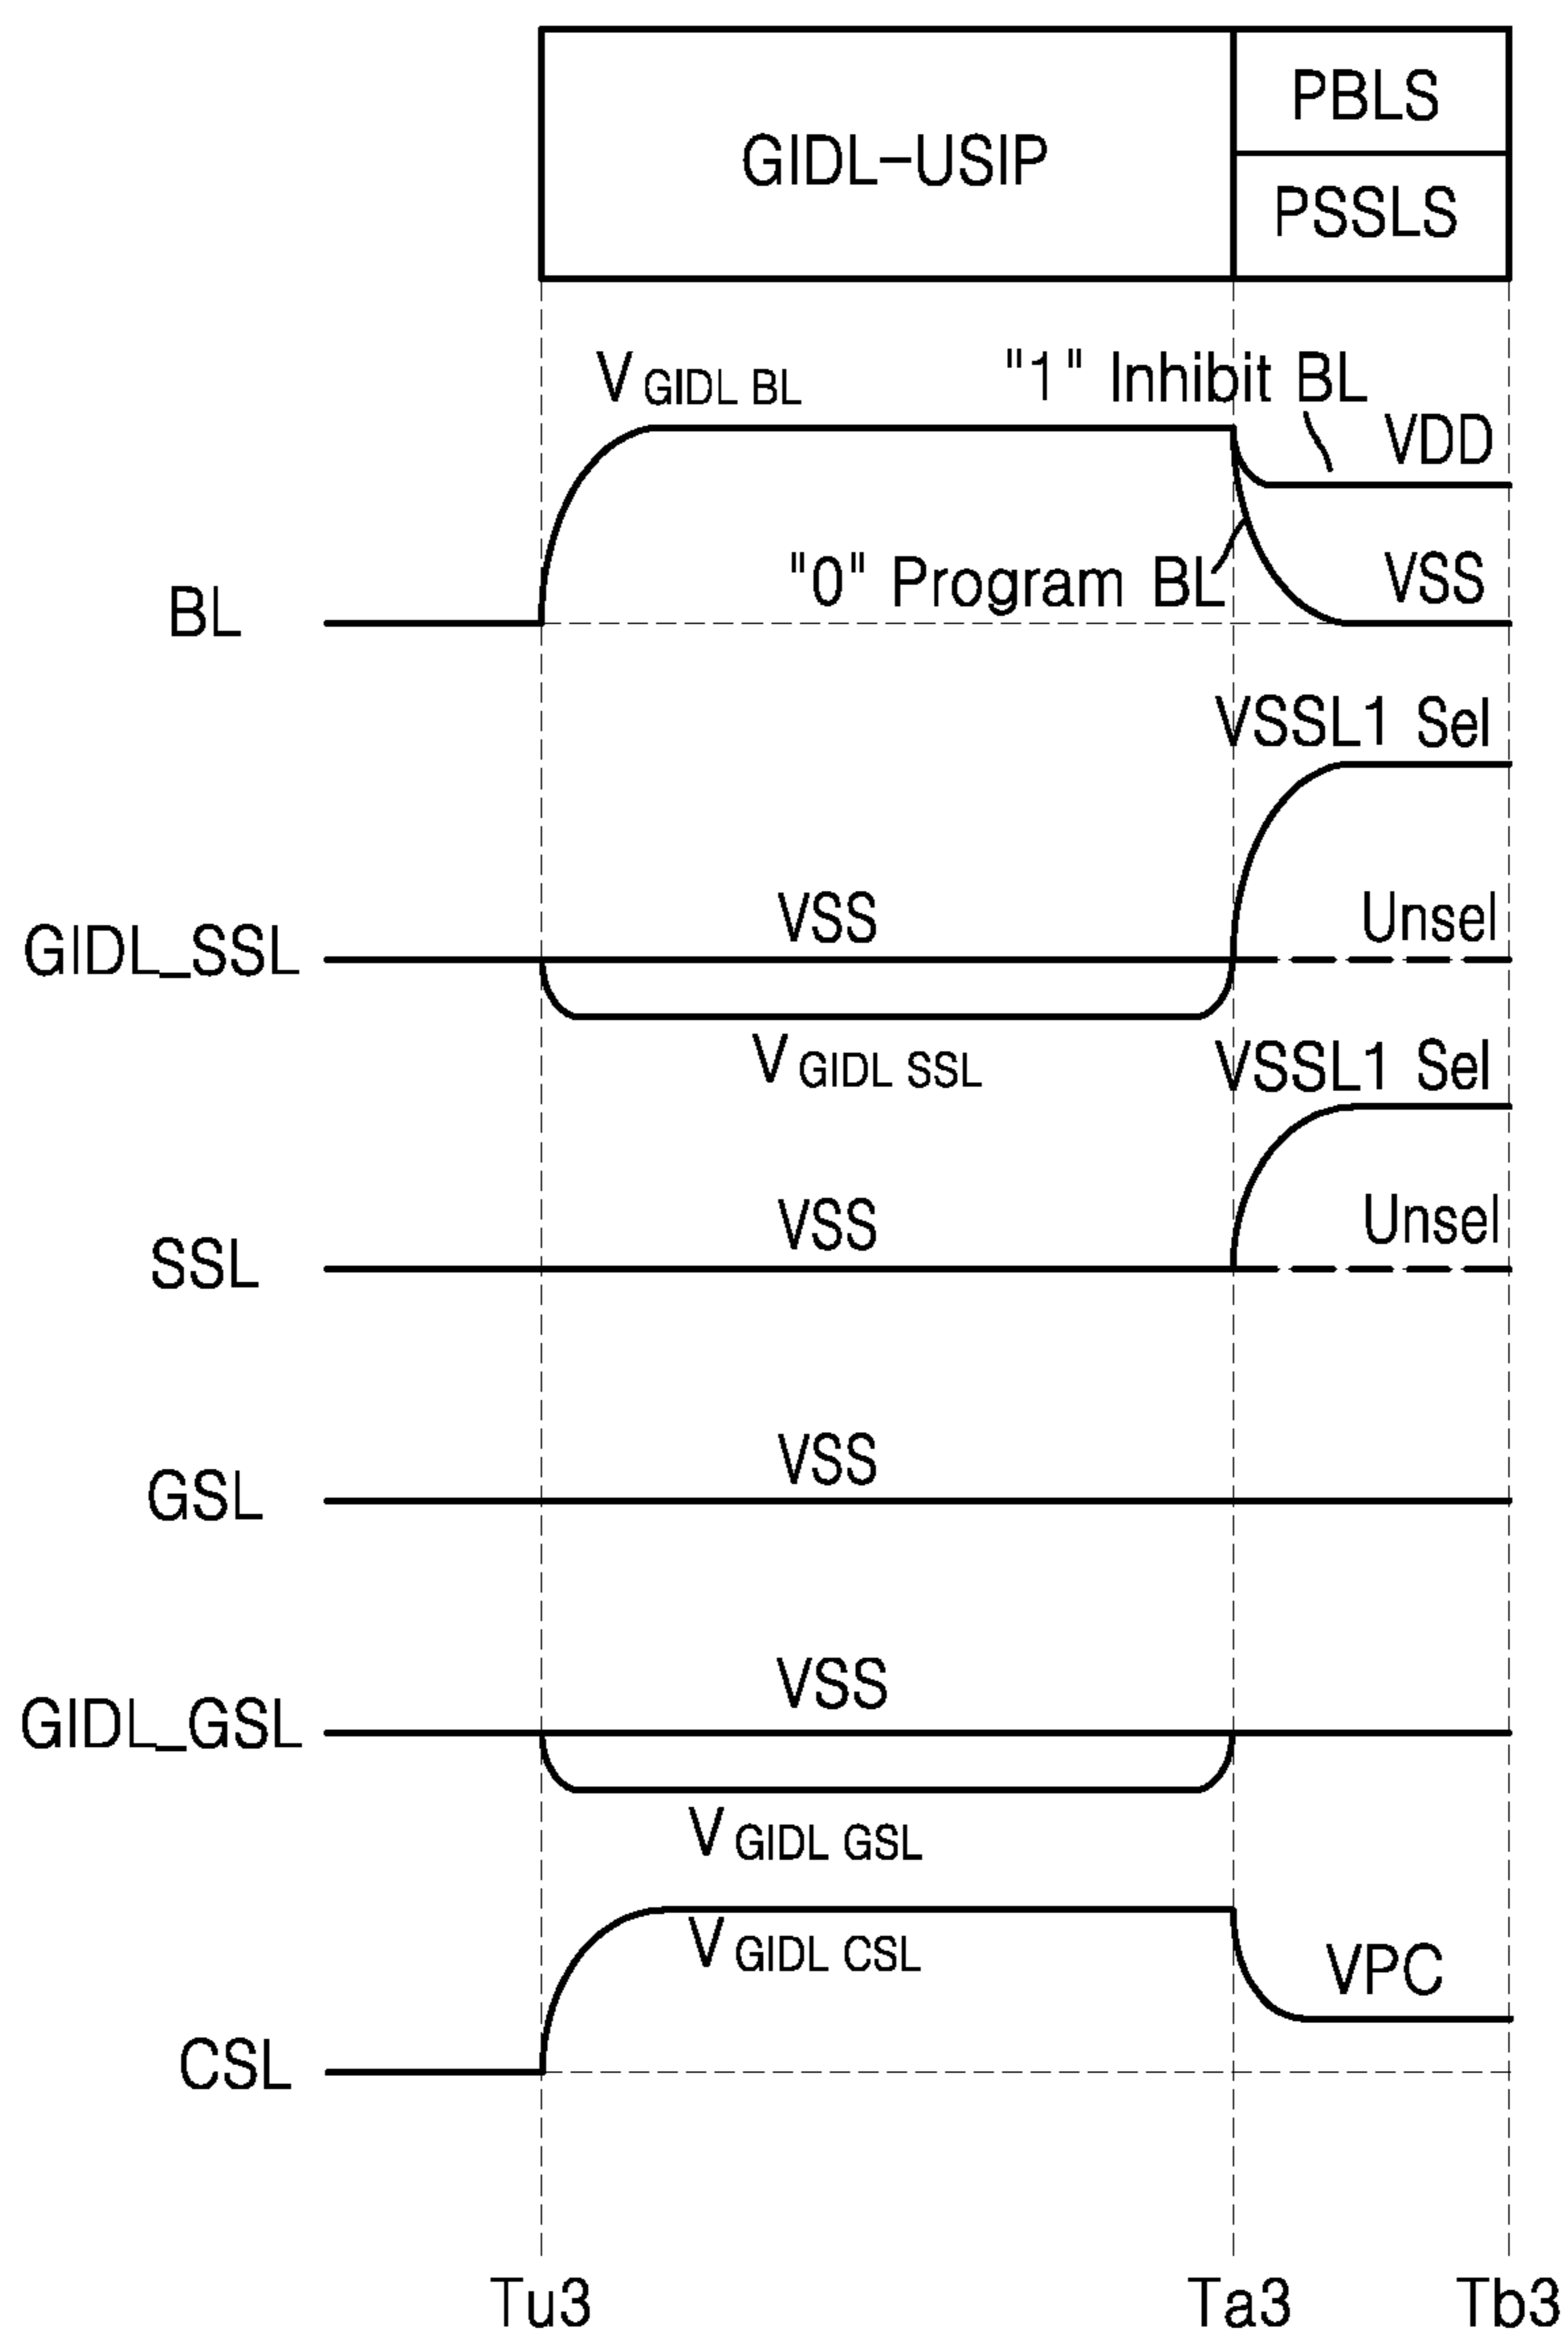 GIDL-USIP
PBLS
PSSLS
V GIDL BL
"1" Inhibit BL
VDD
"0" Program BL
VSS
BL
VSSL1 Sel
VSS
Unsel
GIDL_SSL
V GIDL SSL
VSSL1 Sel
VSS
Unsel
SSL
VSS
GSL
VSS
GIDL_GSL
V GIDL GSL
V GIDL CSL
VPC
CSL
Tu3
Ta3
Tb3